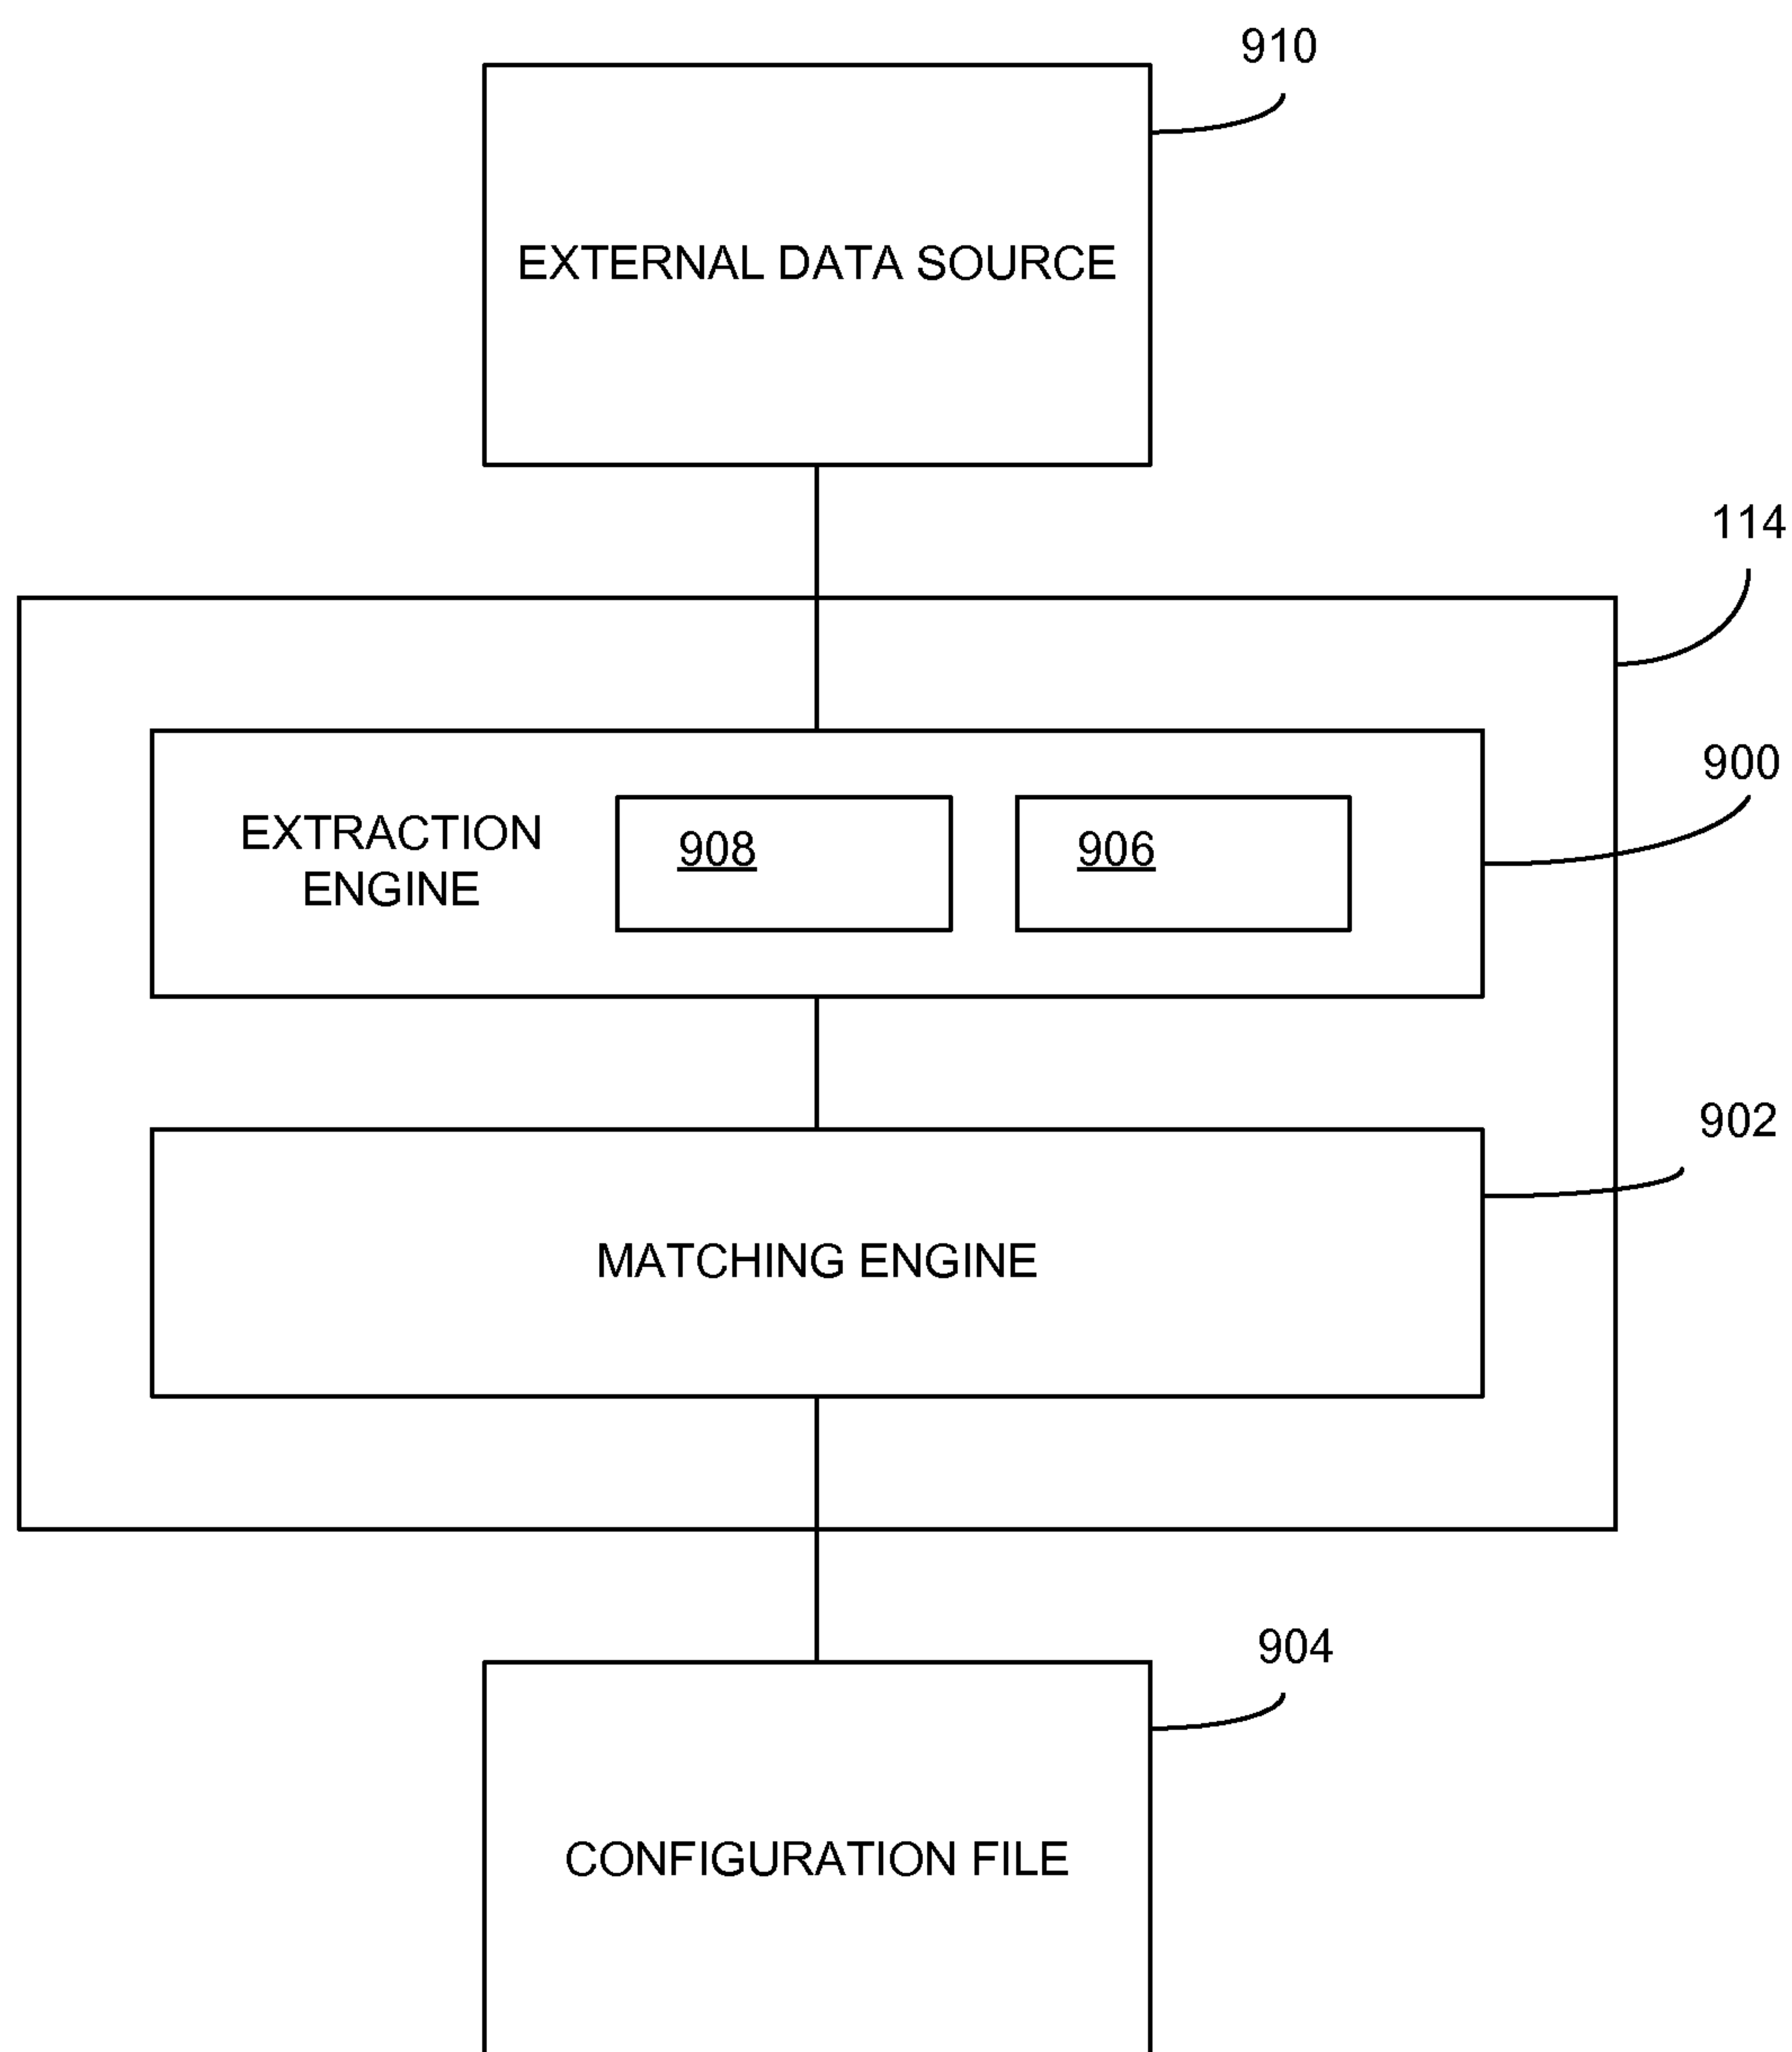 910
EXTERNAL DATA SOURCE
114
900
EXTRACTION
ENGINE
908
906
902
MATCHING ENGINE
904
CONFIGURATION FILE